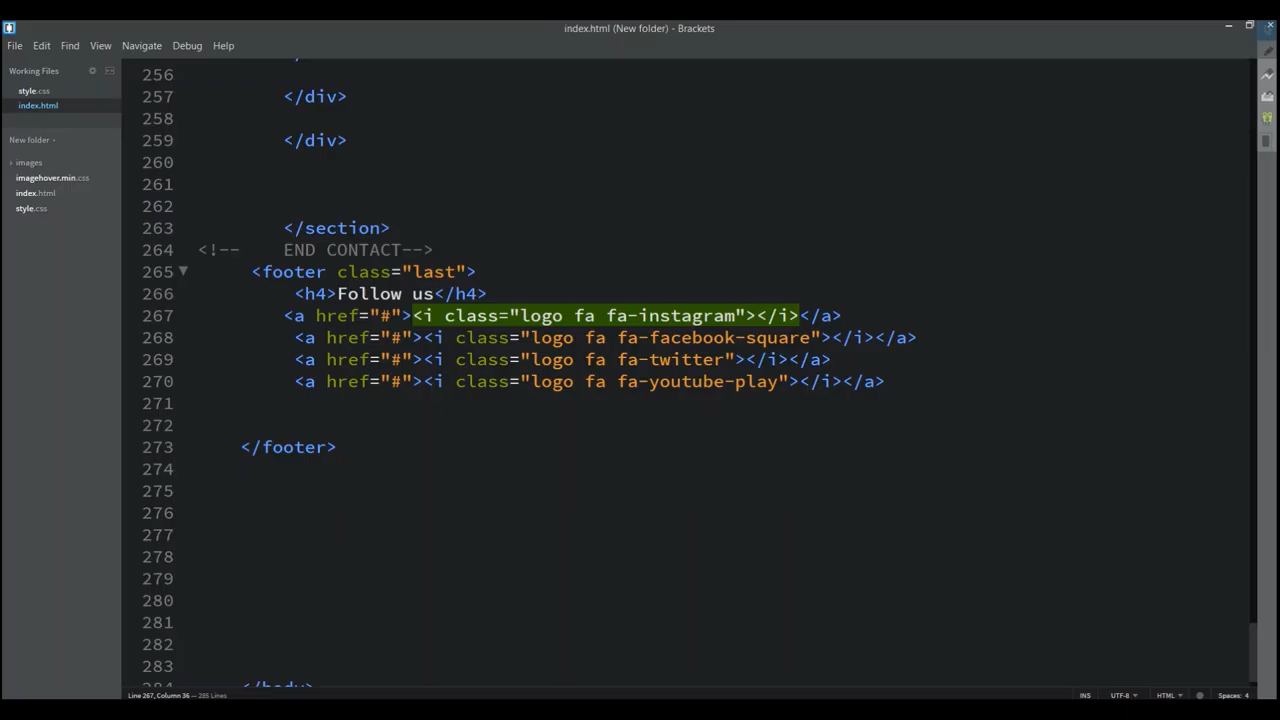 index.html (New folder) - Brackets
File Edit Find View Navigate Debug Help
Working Files
style.css
index.html
New folder
images
imagehover.min.css
index.html
style.css
256
257 </div>
258
259 </div>
260
261
262
263 </section>
264 <!-- END CONTACT-->
265 <footer class="last">
266 <h4>Follow us</h4>
267 <a href="#"><i class="logo fa fa-instagram"></i></a>
268 <a href="#"><i class="logo fa fa-facebook-square"></i></a>
269 <a href="#"><i class="logo fa fa-twitter"></i></a>
270 <a href="#"><i class="logo fa fa-youtube-play"></i></a>
271
272
273 </footer>
274
275
276
277
278
279
280
281
282
283
284 </body>
Line 267, Column 36 — 285 Lines
INS UTF-8 HTML Spaces: 4